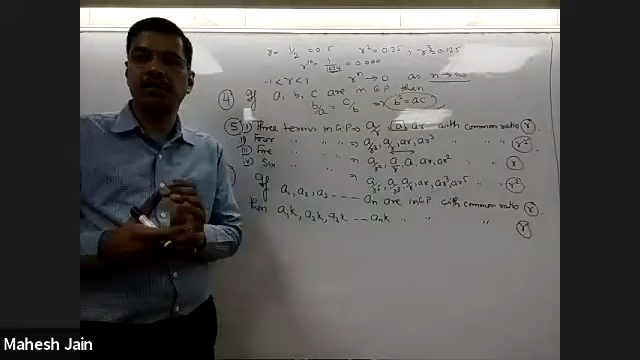 r = 1/2 = 0.5 r² = 0.25, r³ = 0.125
r¹⁰ = 1/1024 = 0.000
-1 < r < 1 rⁿ → 0 as n → ∞
④ If a, b, c are in G.P then
b/a = c/b ⇒ b² = ac
⑤ i) Three terms in G.P ⇒ a/r, a, ar with common ratio r.
ii) Four " " " " = a/r³, a/r, ar, ar³ " " " r²
iii) Five " " " " = a/r², a/r, a, ar, ar² " " r
iv) Six " " " = a/r⁵, a/r³, a/r, ar, ar³, ar⁵ " " r²
If a₁, a₂, a₃ ---- aₙ are in GP with common ratio r.
then a₁k, a₂k, a₃k --- aₙk " " " r
Mahesh Jain